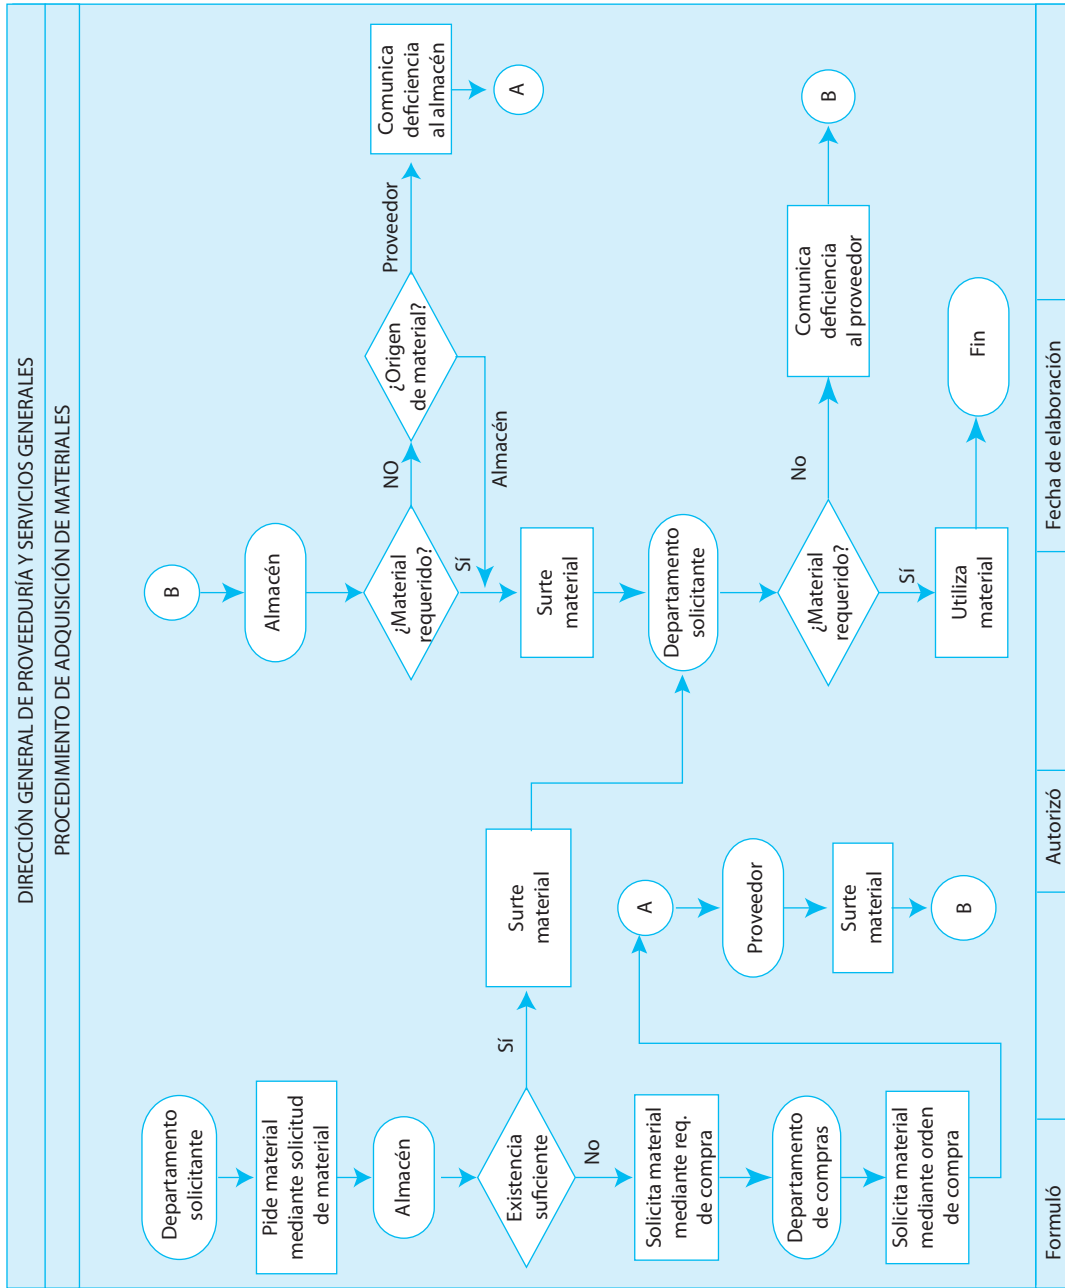 DIRECCIÓN GENERAL DE PROVEEDURÍA Y SERVICIOS GENERALES
PROCEDIMIENTO DE ADQUISICIÓN DE MATERIALES
Departamento
solicitante
Pide material
mediante solicitud
de material
Almacén
Existencia
suficiente
Sí
No
Surte
material
Solicita material
mediante req.
de compra
Departamento
de compras
Solicita material
mediante orden
de compra
A
Proveedor
Surte
material
B
B
Almacén
¿Material
requerido?
NO
Sí
¿Origen
de material?
Proveedor
Almacén
Comunica
deficiencia
al almacén
A
Surte
material
Departamento
solicitante
¿Material
requerido?
No
Sí
Comunica
deficiencia
al proveedor
B
Utiliza
material
Fin
Formuló
Autorizó
Fecha de elaboración